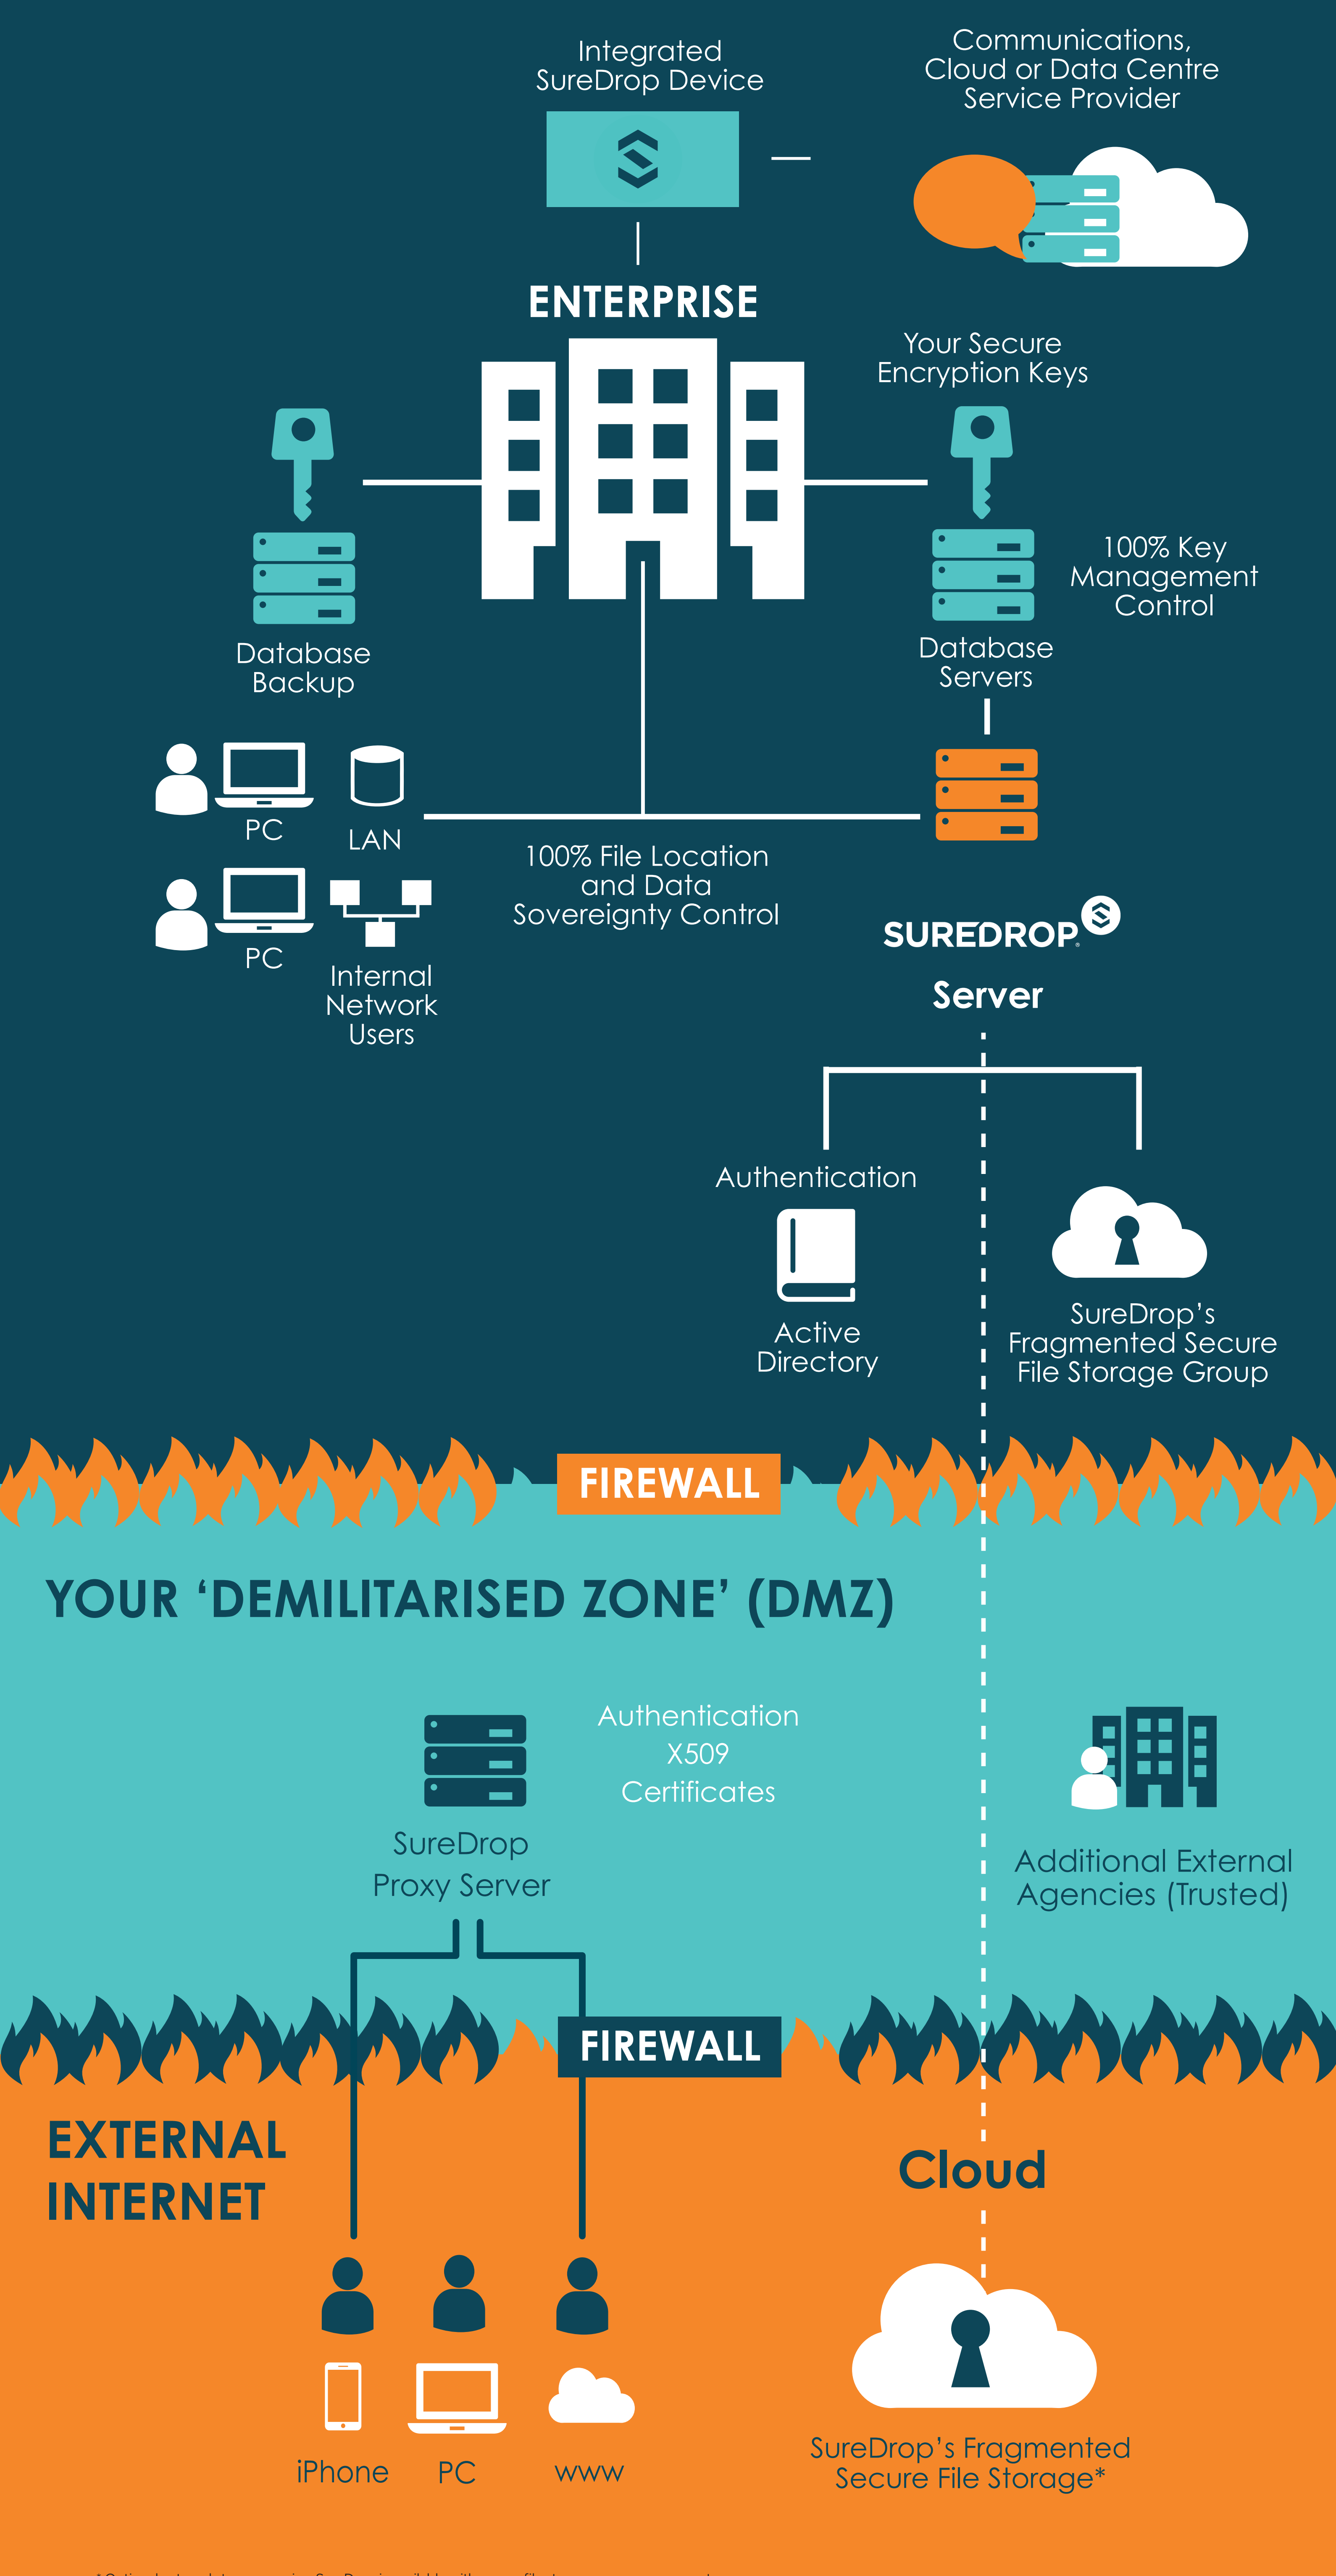 Integrated
SureDrop Device
Communications,
Cloud or Data Centre
Service Provider
ENTERPRISE
Your Secure
Encryption Keys
100% Key
Management
Control
Database
Backup
Database
Servers
PC
LAN
PC
Internal
Network
Users
100% File Location
and Data
Sovereignty Control
SUREDROP®
Server
Authentication
Active
Directory
SureDrop's
Fragmented Secure
File Storage Group
FIREWALL
YOUR ‘DEMILITARISED ZONE’ (DMZ)
Authentication
X509
Certificates
SureDrop
Proxy Server
Additional External
Agencies (Trusted)
FIREWALL
EXTERNAL
INTERNET
Cloud
iPhone
PC
www
SureDrop's Fragmented
Secure File Storage*